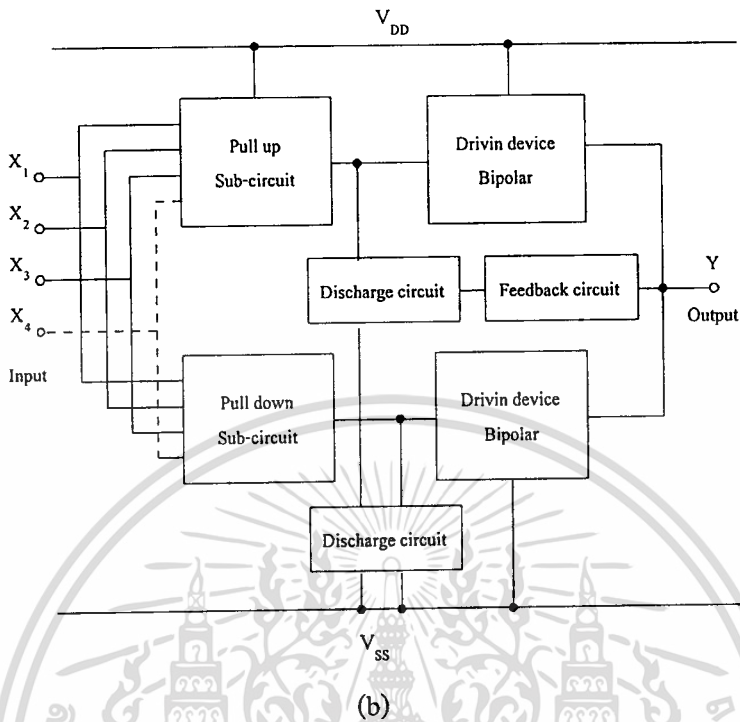 V_DD
Pull up
Sub-circuit
Drivin device
Bipolar
X_1
X_2
X_3
X_4
Input
Discharge circuit
Feedback circuit
Y
Output
Pull down
Sub-circuit
Drivin device
Bipolar
Discharge circuit
V_SS
(b)